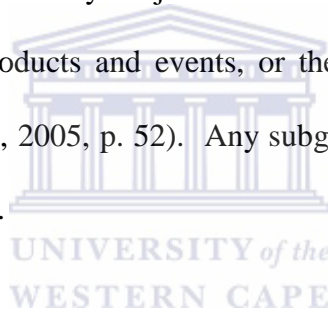 oducts and events, or the
, 2005, p. 52). Any subg
.
UNIVERSITY of the
WESTERN CAPE